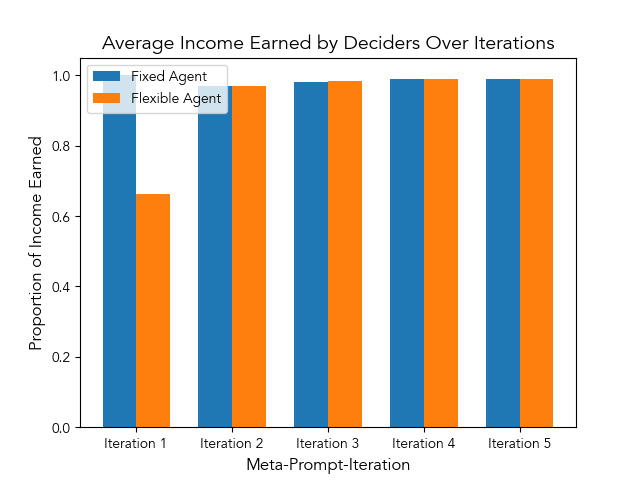 Average Income Earned by Deciders Over Iterations
Fixed Agent
Flexible Agent
Proportion of Income Earned
1.0
0.8
0.6
0.4
0.2
0.0
Iteration 1 Iteration 2 Iteration 3 Iteration 4 Iteration 5
Meta-Prompt-Iteration